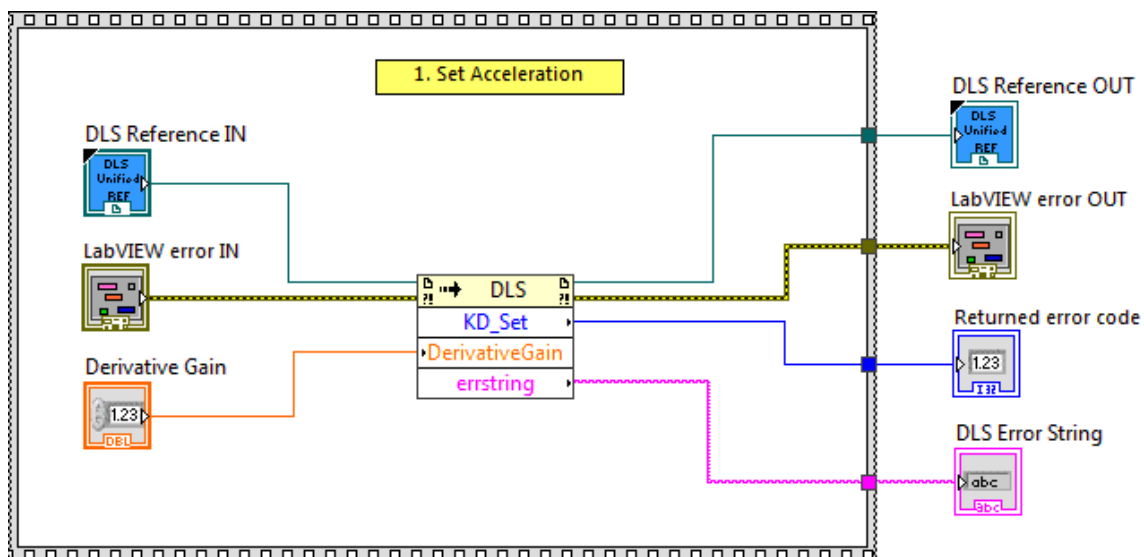 1. Set Acceleration
DLS Reference IN
DLS
Unified
REF
LabVIEW error IN
Derivative Gain
1.23
DBL
?! DLS ?!
KD_Set
DerivativeGain
errstring
DLS Reference OUT
DLS
Unified
REF
LabVIEW error OUT
Returned error code
1.23
I32
DLS Error String
abc
abc